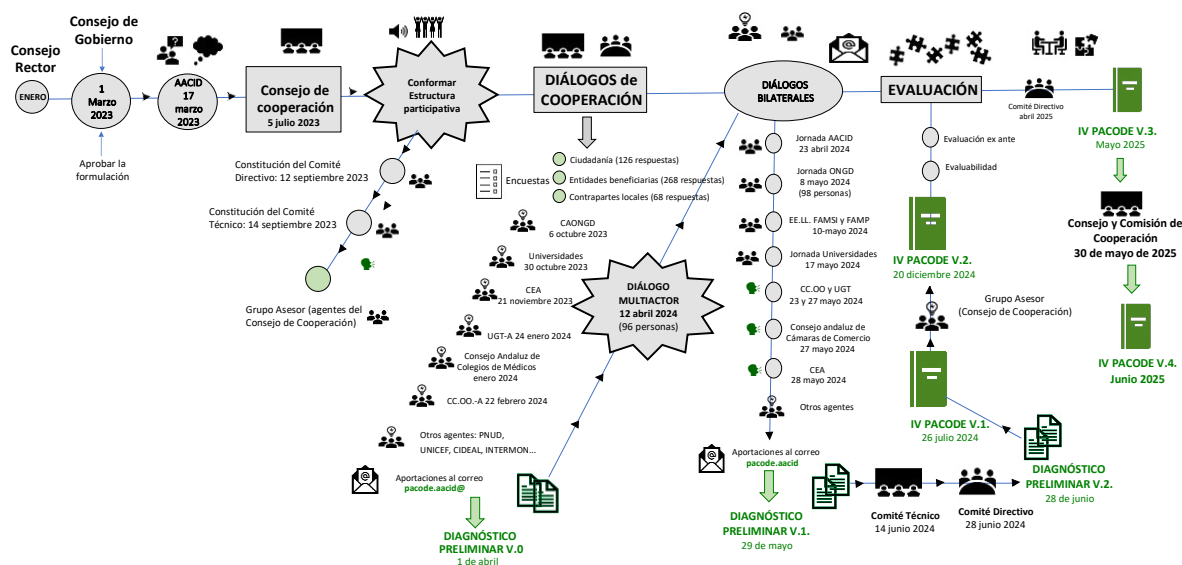 Consejo Rector
ENERO
Consejo de
Gobierno
1
Marzo
2023
Aprobar la
formulación
AACID
17
marzo
2023
Consejo de
cooperación
5 julio 2023
Conformar
Estructura
participativa
Constitución del Comité
Directivo: 12 septiembre 2023
Constitución del Comité
Técnico: 14 septiembre 2023
Grupo Asesor (agentes del
Consejo de Cooperación)
DIÁLOGOS de
COOPERACIÓN
Encuestas
Ciudadanía (126 respuestas)
Entidades beneficiarias (268 respuestas)
Contrapartes locales (68 respuestas)
CAONGD
6 octubre 2023
Universidades
30 octubre 2023
CEA
21 noviembre 2023
UGT-A 24 enero 2024
Consejo Andaluz de
Colegios de Médicos
enero 2024
CC.OO.-A 22 febrero 2024
Otros agentes: PNUD,
UNICEF, CIDEAL, INTERMON...
Aportaciones al correo
pacode.aacid@
DIAGNÓSTICO
PRELIMINAR V.0
1 de abril
DIÁLOGO
MULTIACTOR
12 abril 2024
(96 personas)
DIÁLOGOS
BILATERALES
Jornada AACID
23 abril 2024
Jornada ONGD
8 mayo 2024
(98 personas)
EE.LL. FAMSI y FAMP
10-mayo 2024
Jornada Universidades
17 mayo 2024
CC.OO y UGT
23 y 27 mayo 2024
Consejo andaluz de
Cámaras de Comercio
27 mayo 2024
CEA
28 mayo 2024
Otros agentes
Aportaciones al correo
pacode.aacid
DIAGNÓSTICO
PRELIMINAR V.1.
29 de mayo
Comité Técnico
14 junio 2024
Comité Directivo
28 junio 2024
DIAGNÓSTICO
PRELIMINAR V.2.
28 de junio
IV PACODE V.1.
26 julio 2024
Grupo Asesor
(Consejo de Cooperación)
IV PACODE V.2.
20 diciembre 2024
EVALUACIÓN
Evaluación ex ante
Evaluabilidad
Comité Directivo
abril 2025
IV PACODE V.3.
Mayo 2025
Consejo y Comisión de
Cooperación
30 de mayo de 2025
IV PACODE V.4.
Junio 2025